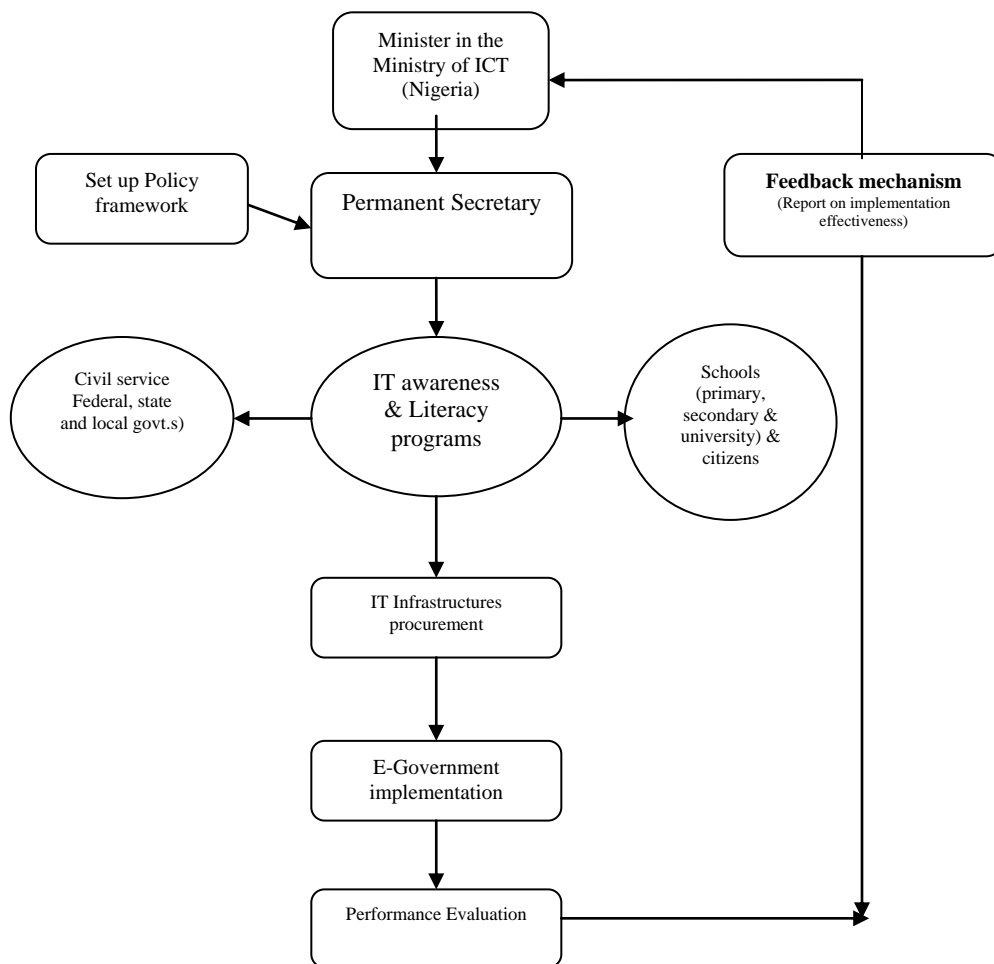 Minister in the
Ministry of ICT
(Nigeria)
Set up Policy
framework
Permanent Secretary
Feedback mechanism
(Report on implementation
effectiveness)
Civil service
Federal, state
and local govt.s)
IT awareness
& Literacy
programs
Schools
(primary,
secondary &
university) &
citizens
IT Infrastructures
procurement
E-Government
implementation
Performance Evaluation